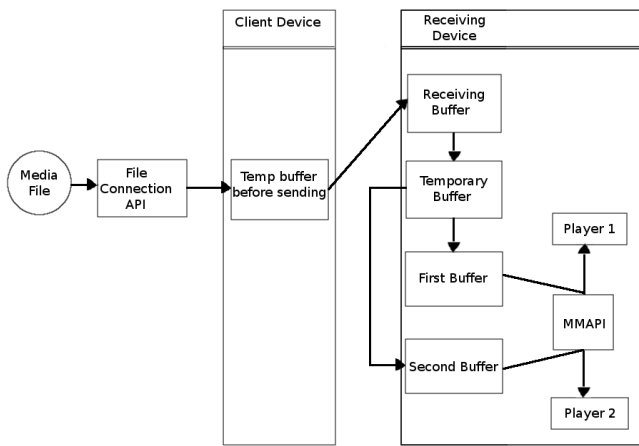 Client Device
Receiving
Device
Media
File
File
Connection
API
Temp buffer
before sending
Receiving
Buffer
Temporary
Buffer
First Buffer
Second Buffer
Player 1
MMAPI
Player 2